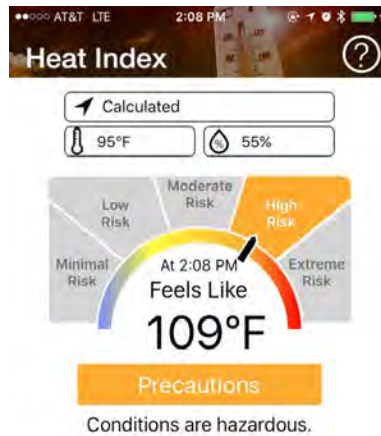 AT&T LTE 2:08 PM
Heat Index ?
Calculated
95°F % 55%
Moderate
Risk
Low
Risk
High
Risk
Minimal
Risk
Extreme
Risk
At 2:08 PM
Feels Like
109°F
Precautions
Conditions are hazardous.